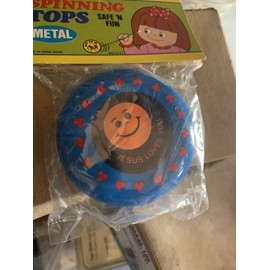 SPINNING
TOPS
SAFE 'N
FUN
METAL
JESUS LOVES YOU